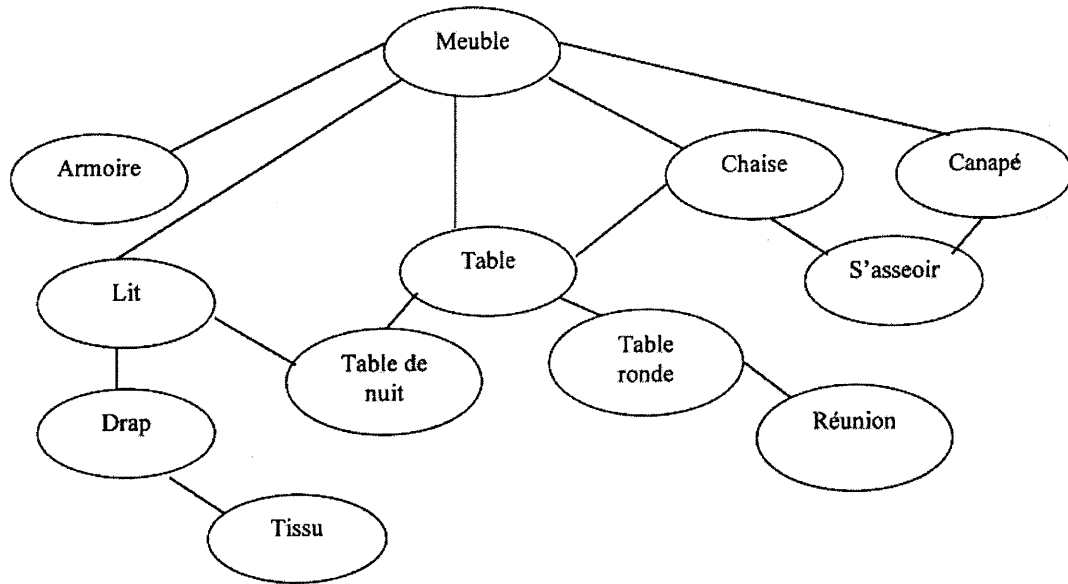 Meuble
Armoire
Chaise
Canapé
Table
S'asseoir
Lit
Table de
nuit
Table
ronde
Drap
Réunion
Tissu